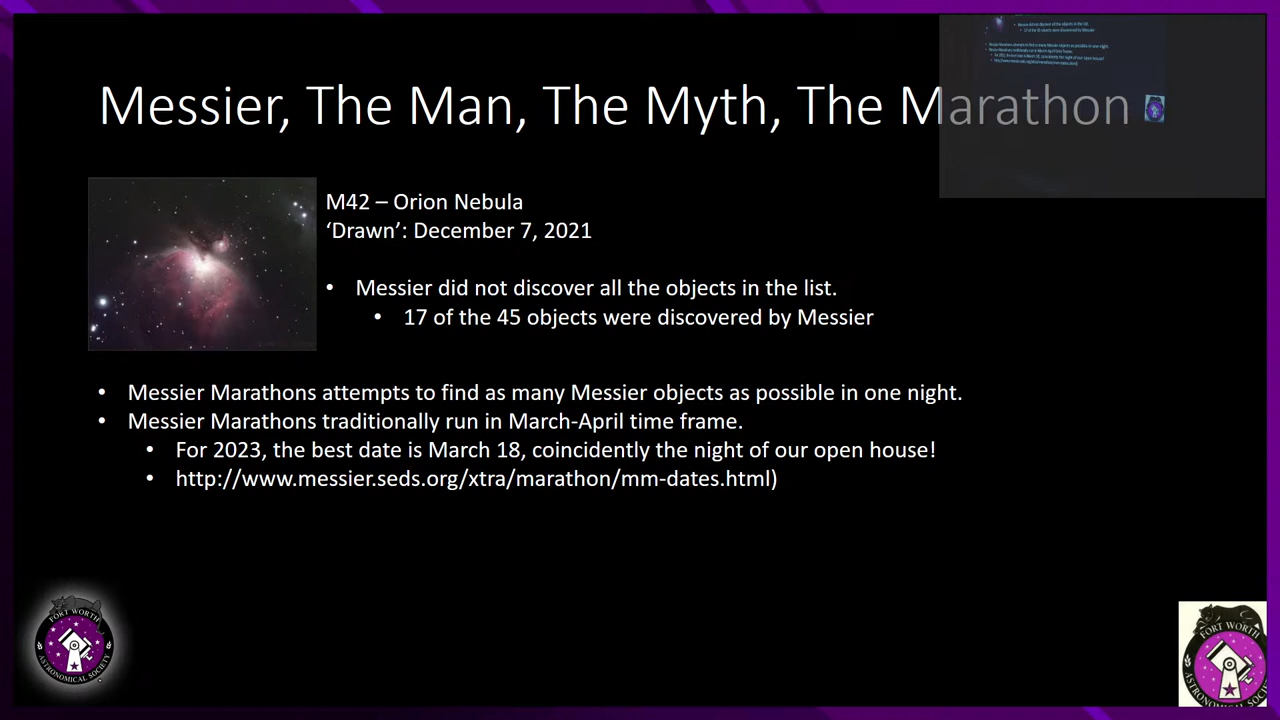 Messier, The Man, The Myth, The Marathon
M42 – Orion Nebula
‘Drawn’: December 7, 2021
• Messier did not discover all the objects in the list.
• 17 of the 45 objects were discovered by Messier
• Messier Marathons attempts to find as many Messier objects as possible in one night.
• Messier Marathons traditionally run in March-April time frame.
• For 2023, the best date is March 18, coincidently the night of our open house!
• http://www.messier.seds.org/xtra/marathon/mm-dates.html)
FORT WORTH
ASTRONOMICAL SOCIETY
FORT WORTH
ASTRONOMICAL SOCIETY